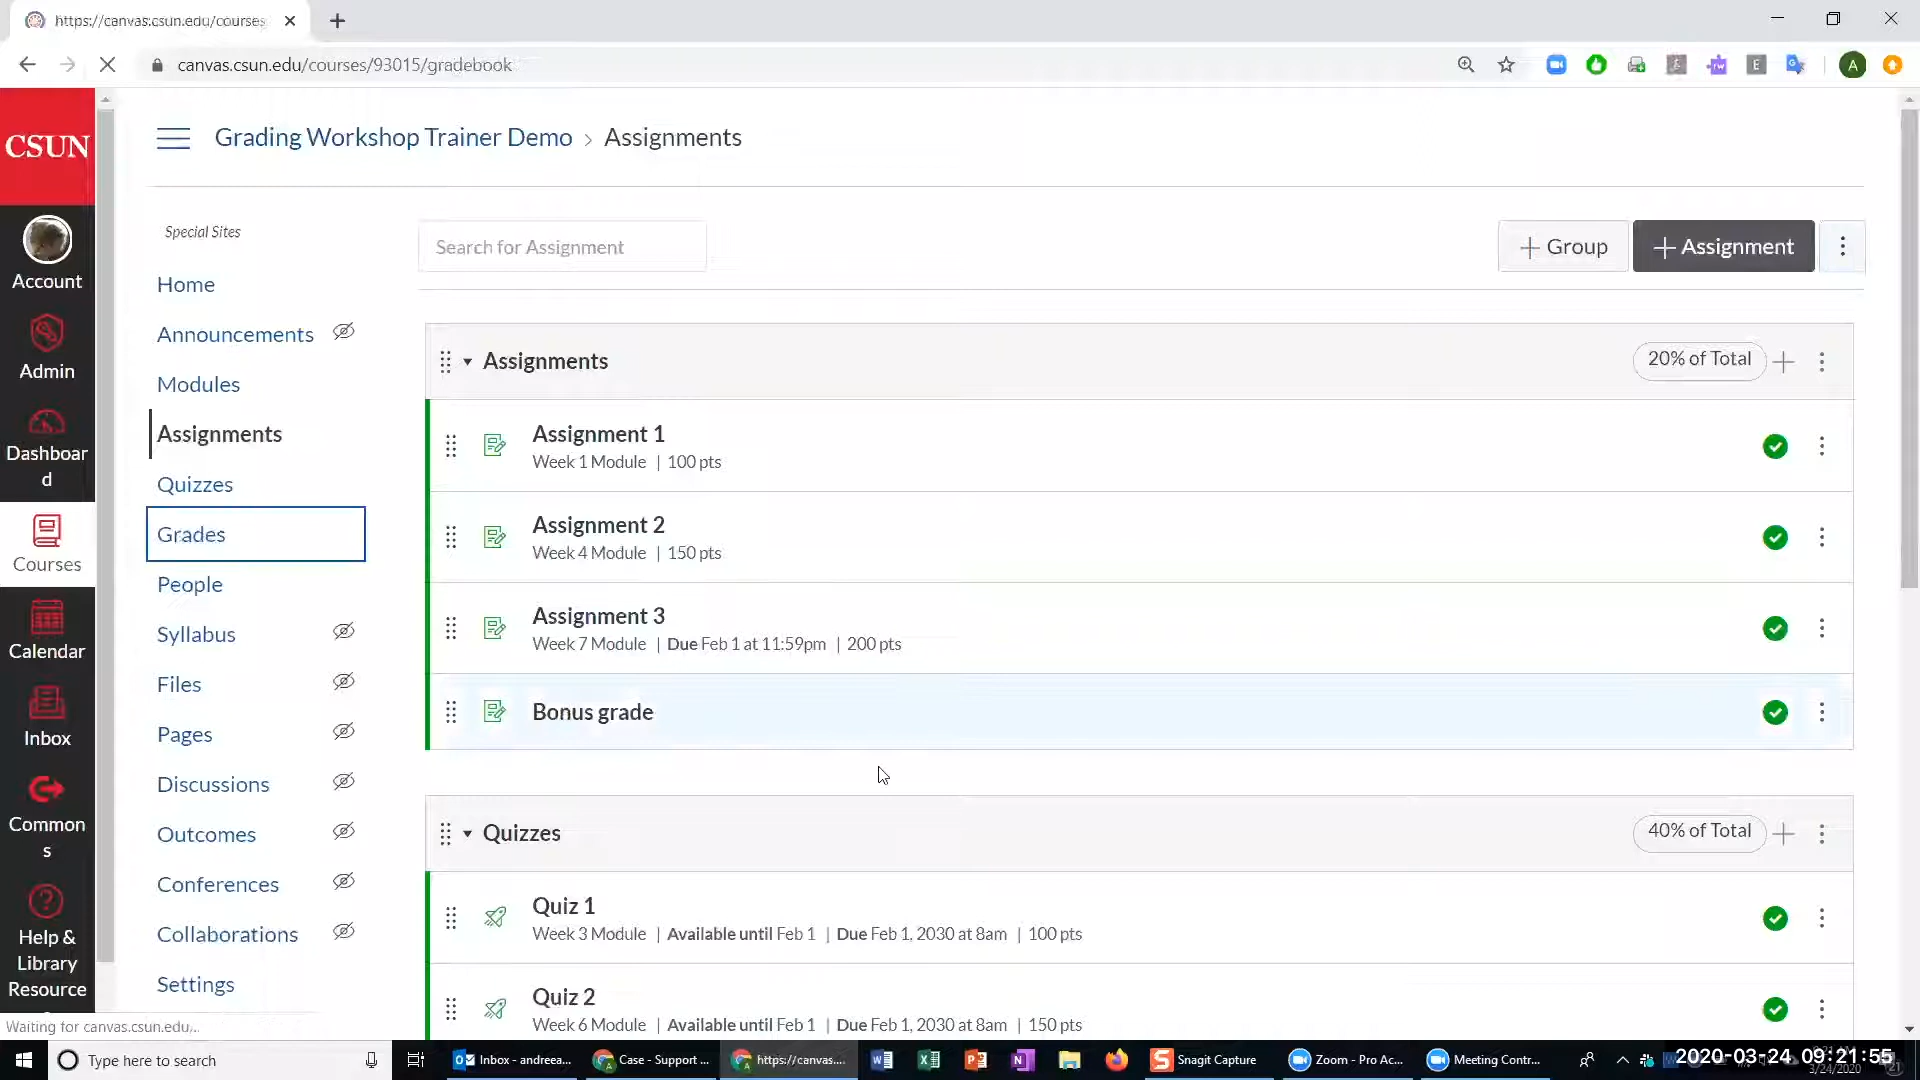 https://canvas.csun.edu/courses
canvas.csun.edu/courses/93015/gradebook
A
CSUN
Account
Admin
Dashboar
d
Courses
Calendar
Inbox
Common
s
Help &
Library
Resource
Grading Workshop Trainer Demo › Assignments
Special Sites
Home
Announcements
Modules
Assignments
Quizzes
Grades
People
Syllabus
Files
Pages
Discussions
Outcomes
Conferences
Collaborations
Settings
Search for Assignment
+ Group
+ Assignment
Assignments
20% of Total
Assignment 1
Week 1 Module | 100 pts
Assignment 2
Week 4 Module | 150 pts
Assignment 3
Week 7 Module | Due Feb 1 at 11:59pm | 200 pts
Bonus grade
Quizzes
40% of Total
Quiz 1
Week 3 Module | Available until Feb 1 | Due Feb 1, 2030 at 8am | 100 pts
Quiz 2
Week 6 Module | Available until Feb 1 | Due Feb 1, 2030 at 8am | 150 pts
Waiting for canvas.csun.edu...
Type here to search
Inbox - andreea...
Case - Support ...
https://canvas....
Snagit Capture
Zoom - Pro Ac...
Meeting Contr...
2020-03-24 09:21:55
3/24/2020